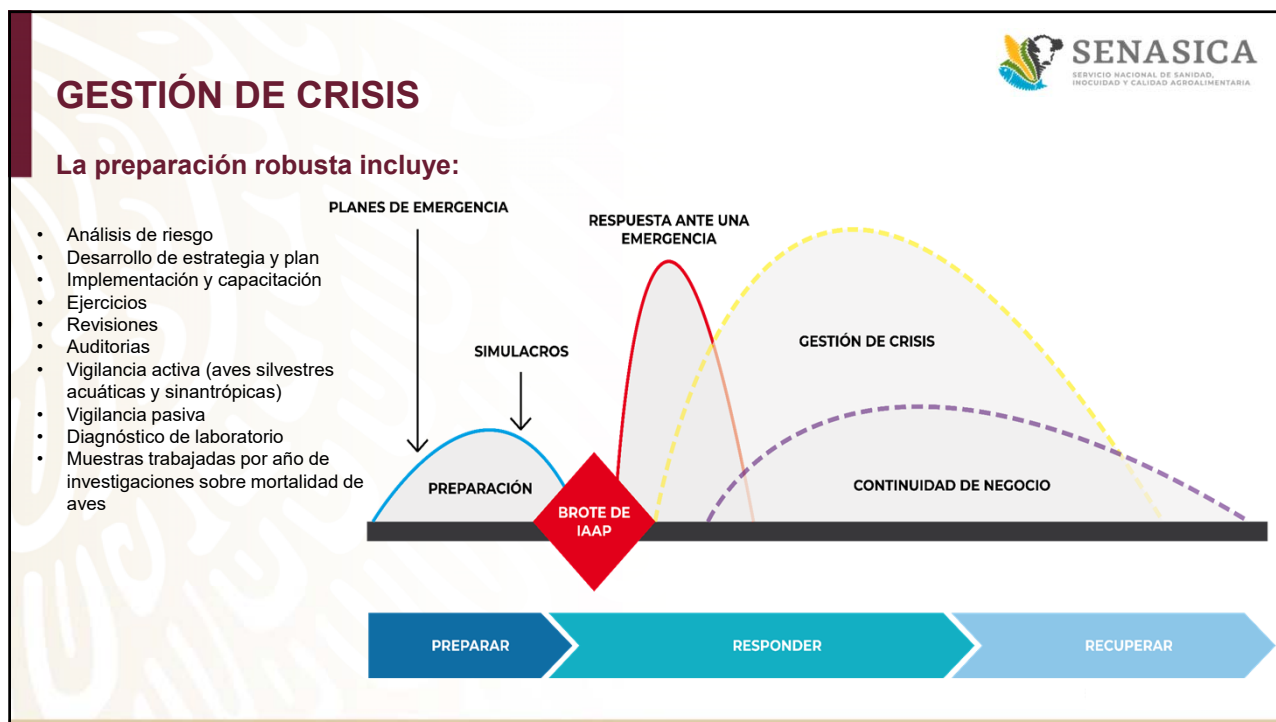 SENASICA
SERVICIO NACIONAL DE SANIDAD,
INOCUIDAD Y CALIDAD AGROALIMENTARIA
GESTIÓN DE CRISIS
La preparación robusta incluye:
• Análisis de riesgo
• Desarrollo de estrategia y plan
• Implementación y capacitación
• Ejercicios
• Revisiones
• Auditorias
• Vigilancia activa (aves silvestres
acuáticas y sinantrópicas)
• Vigilancia pasiva
• Diagnóstico de laboratorio
• Muestras trabajadas por año de
investigaciones sobre mortalidad de
aves
PLANES DE EMERGENCIA
SIMULACROS
PREPARACIÓN
BROTE DE
IAAP
RESPUESTA ANTE UNA
EMERGENCIA
GESTIÓN DE CRISIS
CONTINUIDAD DE NEGOCIO
PREPARAR
RESPONDER
RECUPERAR